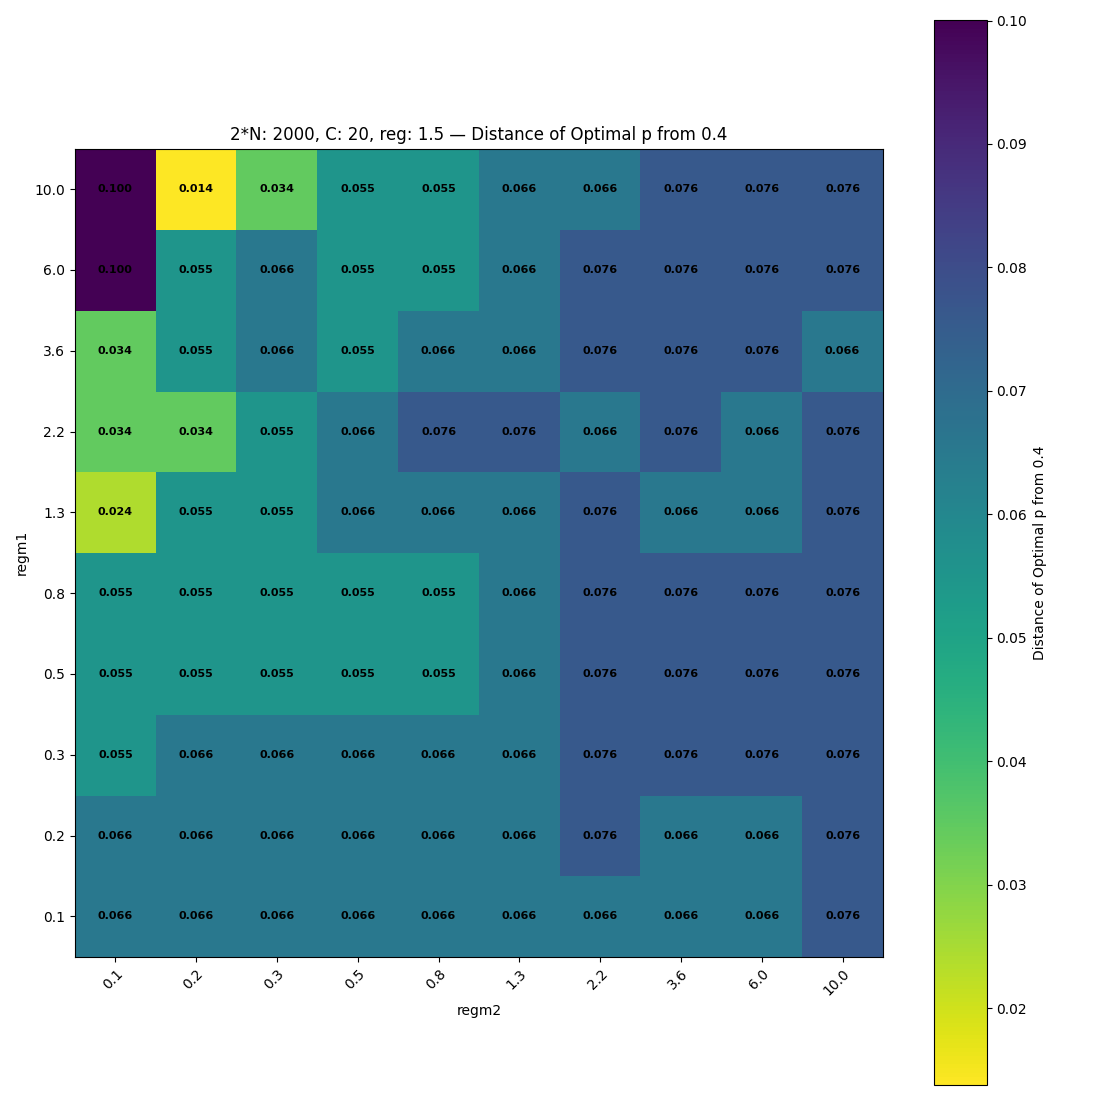 2*N: 2000, C: 20, reg: 1.5 — Distance of Optimal p from 0.4
regm1
10.0 0.100 0.014 0.034 0.055 0.055 0.066 0.066 0.076 0.076 0.076
6.0 0.100 0.055 0.066 0.055 0.055 0.066 0.076 0.076 0.076 0.076
3.6 0.034 0.055 0.066 0.055 0.066 0.066 0.076 0.076 0.076 0.066
2.2 0.034 0.034 0.055 0.066 0.076 0.076 0.066 0.076 0.066 0.076
1.3 0.024 0.055 0.055 0.066 0.066 0.066 0.076 0.066 0.066 0.076
0.8 0.055 0.055 0.055 0.055 0.055 0.066 0.076 0.076 0.076 0.076
0.5 0.055 0.055 0.055 0.055 0.055 0.066 0.076 0.076 0.076 0.076
0.3 0.055 0.066 0.066 0.066 0.066 0.066 0.076 0.076 0.076 0.076
0.2 0.066 0.066 0.066 0.066 0.066 0.066 0.076 0.066 0.066 0.076
0.1 0.066 0.066 0.066 0.066 0.066 0.066 0.066 0.066 0.066 0.076
0.1 0.2 0.3 0.5 0.8 1.3 2.2 3.6 6.0 10.0
regm2
0.10
0.09
0.08
0.07
0.06
0.05
0.04
0.03
0.02
Distance of Optimal p from 0.4